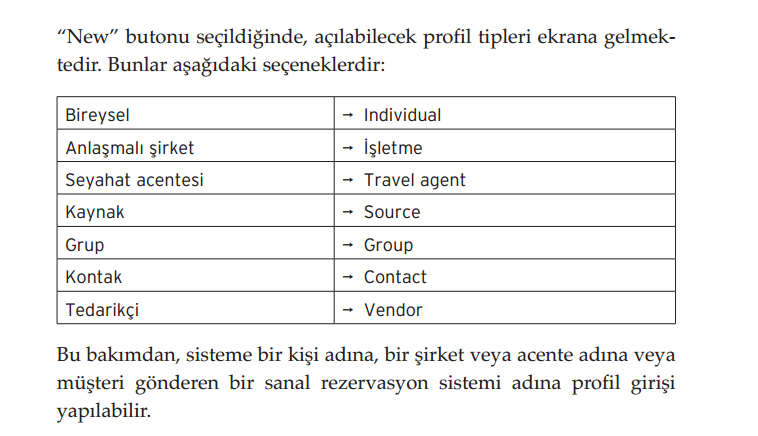 “New” butonu seçildiğinde, açılabilecek profil tipleri ekrana gelmek-
tedir. Bunlar aşağıdaki seçeneklerdir:
Bireysel → Individual
Anlaşmalı şirket → İşletme
Seyahat acentesi → Travel agent
Kaynak → Source
Grup → Group
Kontak → Contact
Tedarikçi → Vendor
Bu bakımdan, sisteme bir kişi adına, bir şirket veya acente adına veya
müşteri gönderen bir sanal rezervasyon sistemi adına profil girişi
yapılabilir.